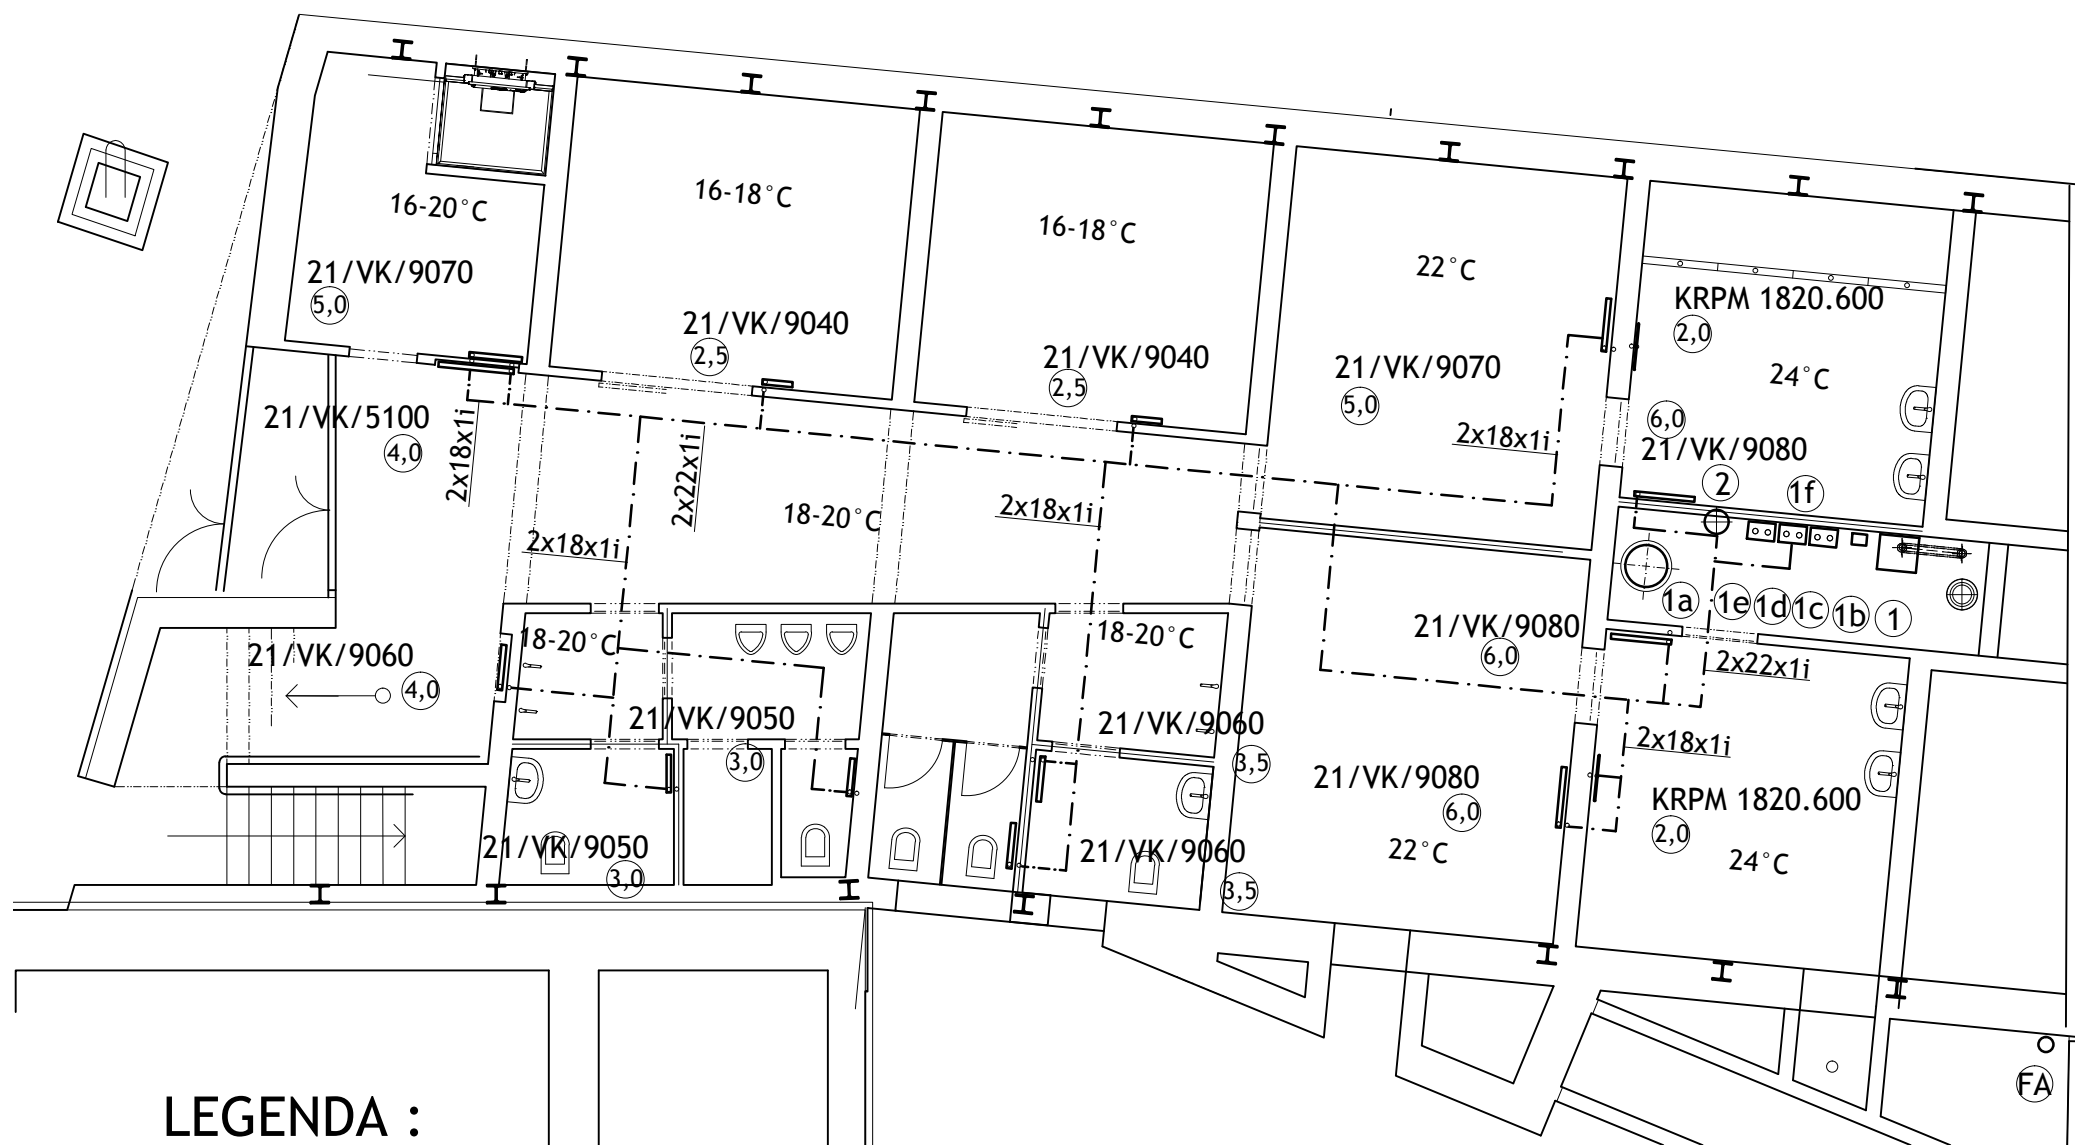 16-20°C
16-18°C
16-18°C
22°C
21/VK/9070
5,0
21/VK/9040
2,5
21/VK/9040
2,5
21/VK/9070
5,0
KRPM 1820.600
2,0
24°C
21/VK/5100
4,0
2x18x1i
2x22x1i
2x18x1i
2x18x1i
6,0
21/VK/9080
2
1f
18-20°C
2x18x1i
1a
1e
1d
1c
1b
1
21/VK/9060
4,0
18-20°C
18-20°C
21/VK/9080
6,0
2x22x1i
21/VK/9050
3,0
21/VK/9060
3,5
2x18x1i
21/VK/9080
6,0
KRPM 1820.600
2,0
21/VK/9050
3,0
21/VK/9060
3,5
22°C
24°C
FA
LEGENDA :